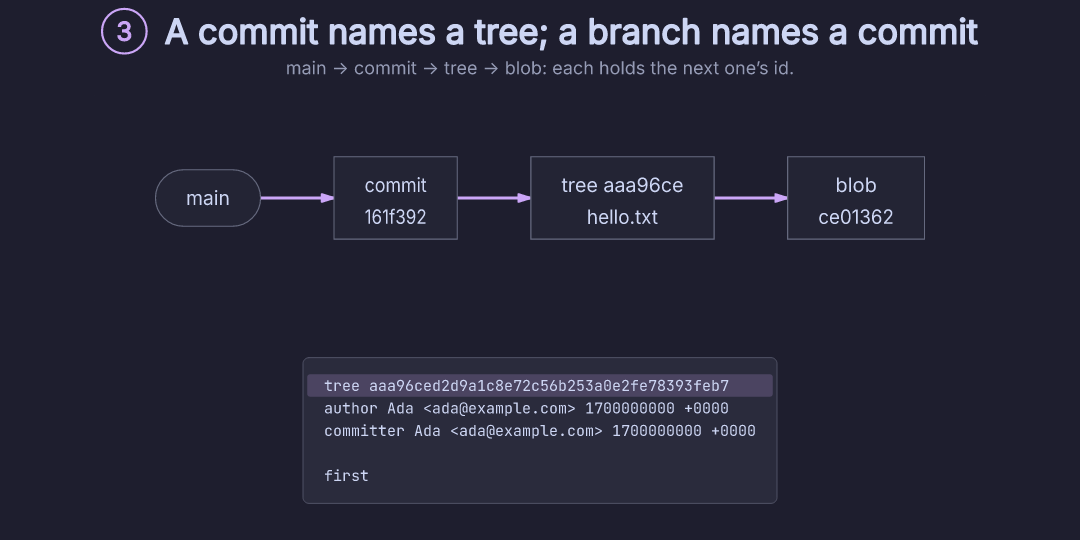 3 A commit names a tree; a branch names a commit
main → commit → tree → blob: each holds the next one’s id.
main
commit
161f392
tree aaa96ce
hello.txt
blob
ce01362
tree aaa96ced2d9a1c8e72c56b253a0e2fe78393feb7
author Ada <ada@example.com> 1700000000 +0000
committer Ada <ada@example.com> 1700000000 +0000
first